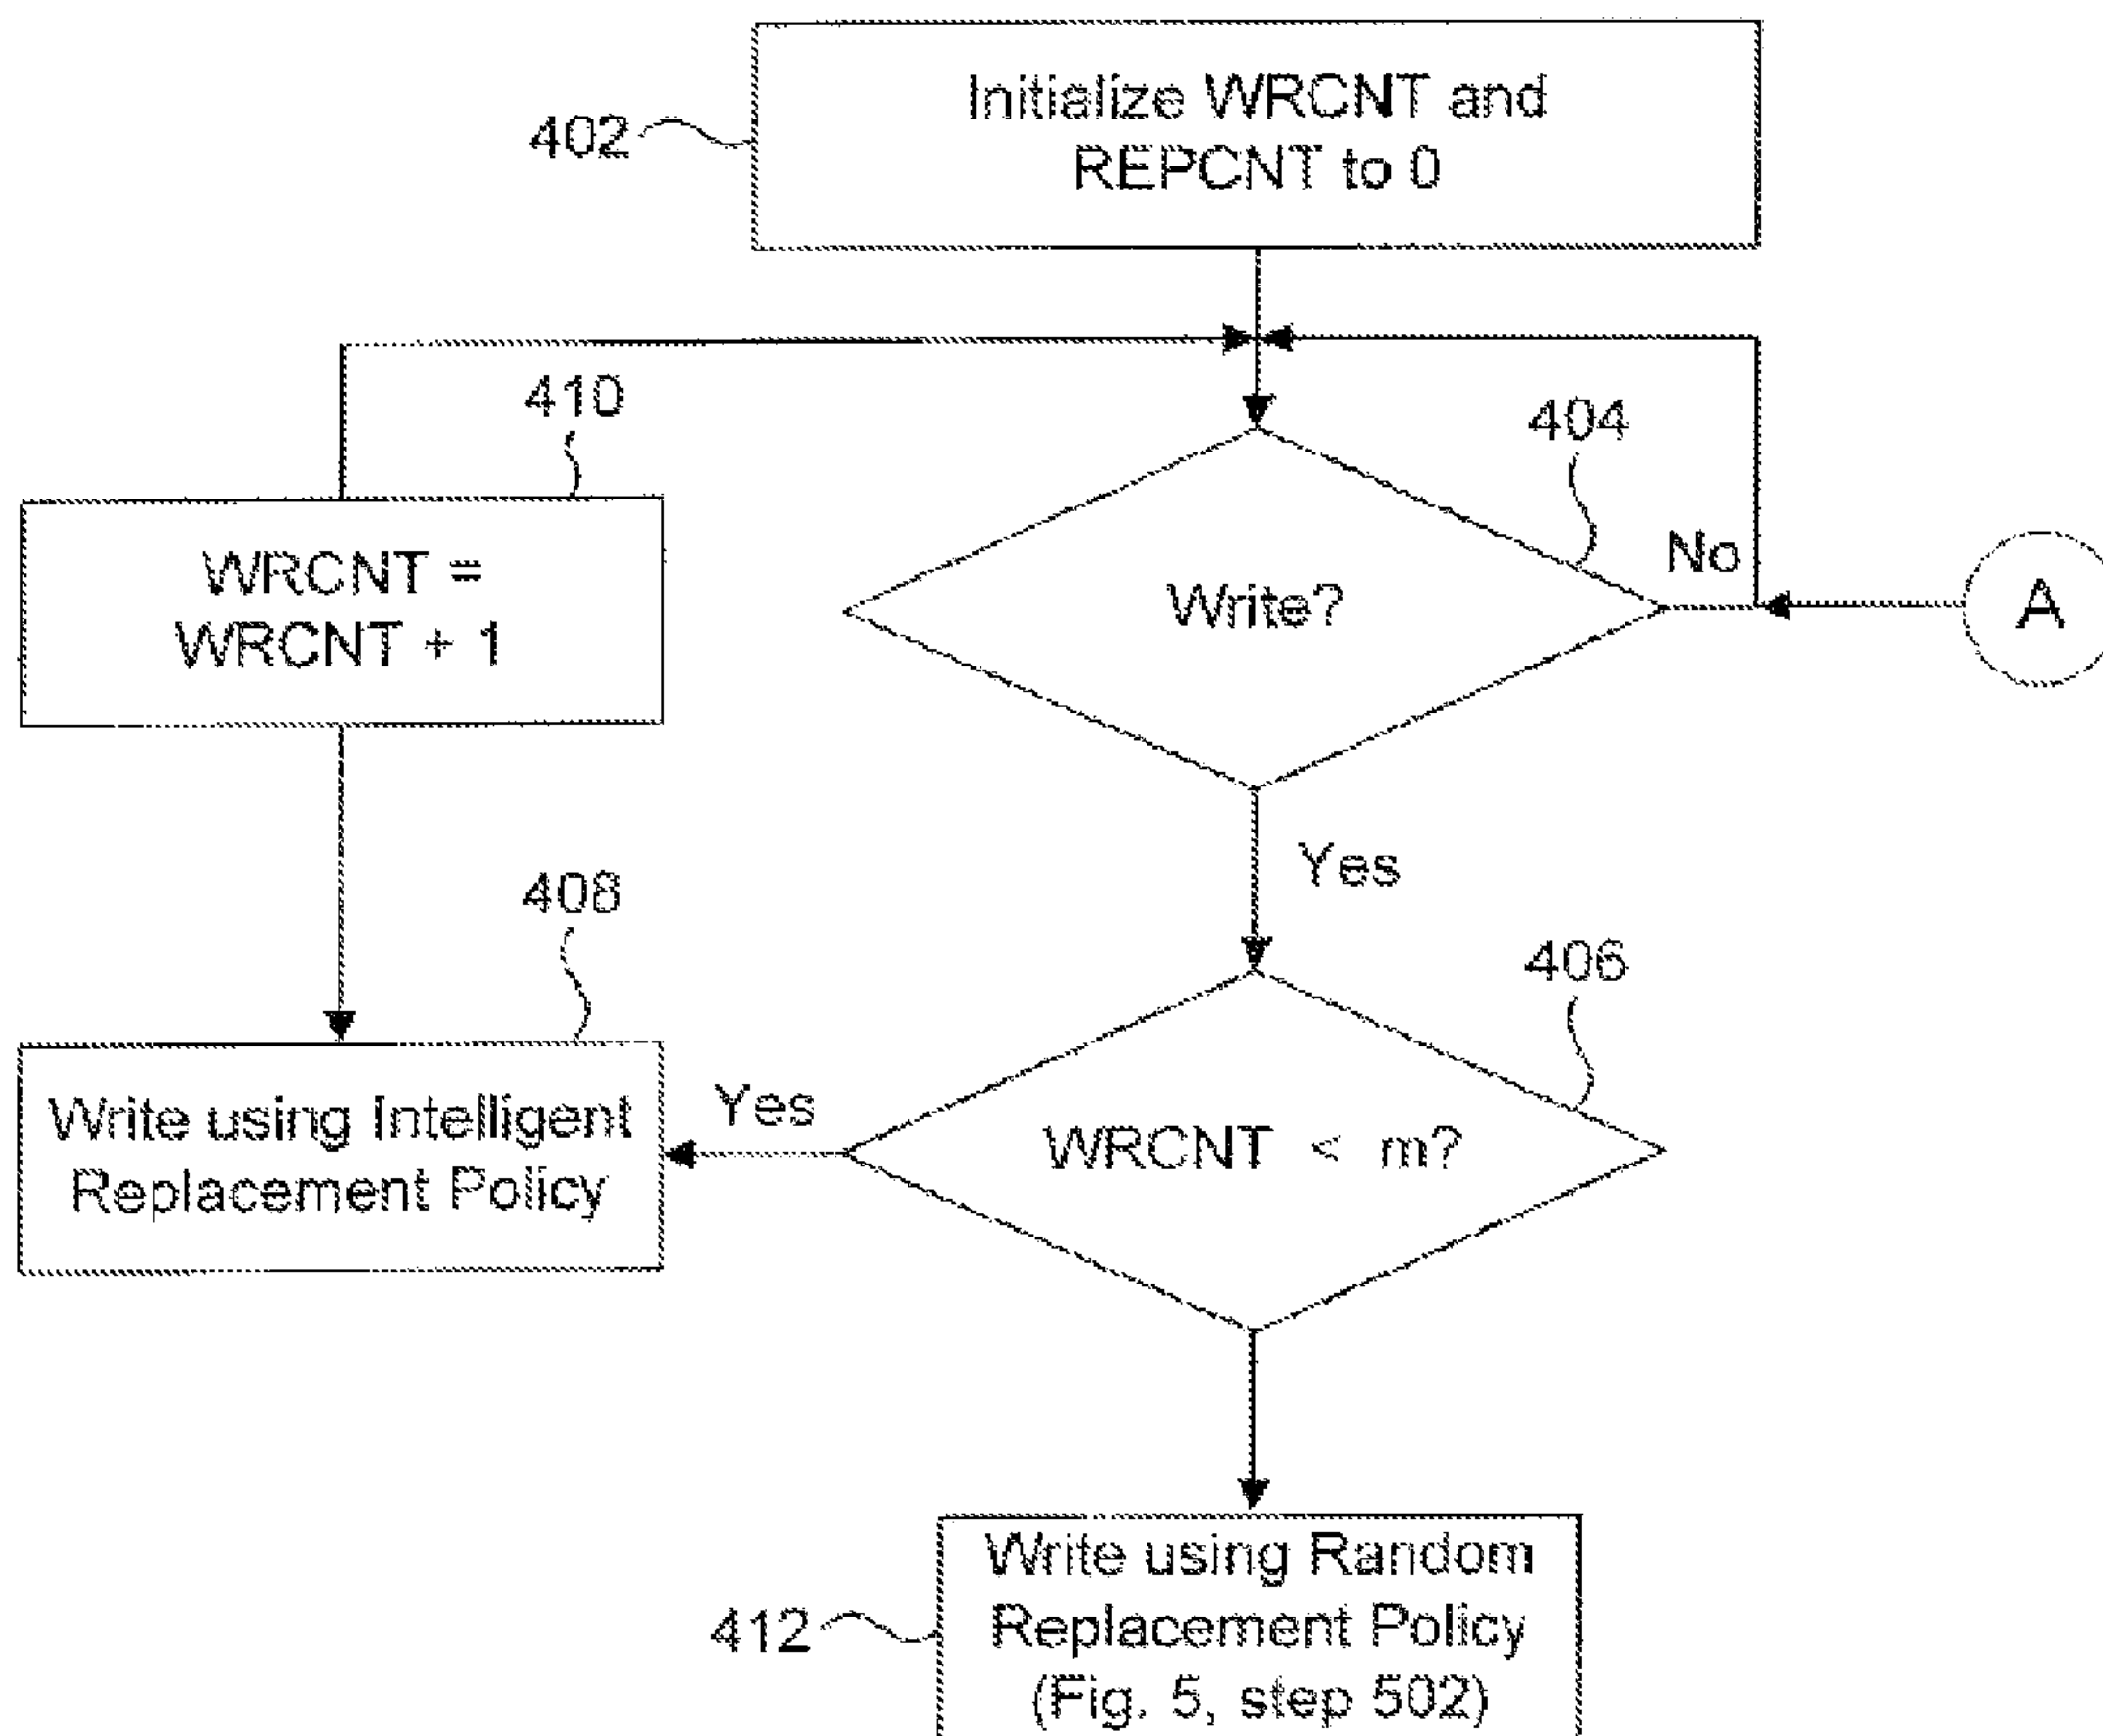 402
Initialize WRCNT and
REPCNT to 0
410
404
WRCNT =
WRCNT + 1
Write?
No
A
Yes
408
406
Write using Intelligent
Replacement Policy
Yes
WRCNT < m?
412
Write using Random
Replacement Policy
(Fig. 5, step 502)